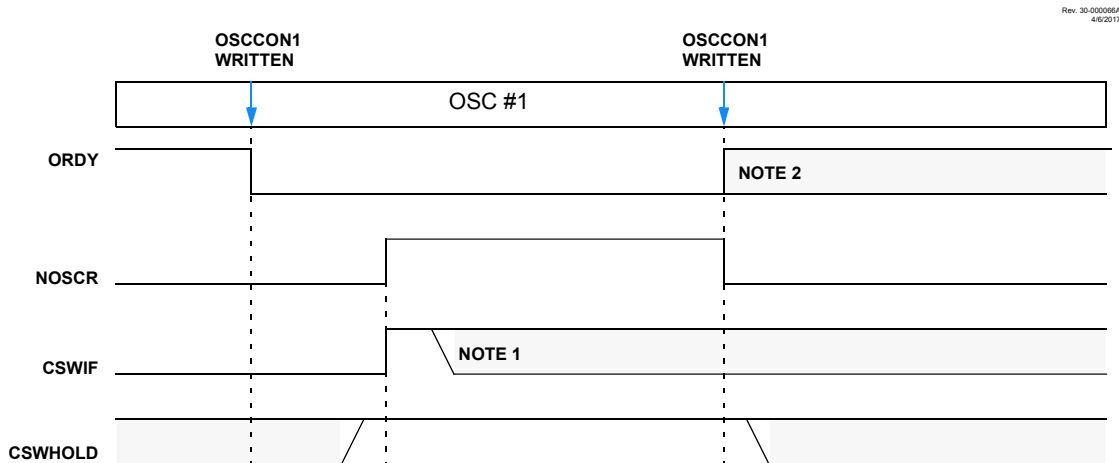 Rev. 30-000066A
4/6/2017
OSCCON1
WRITTEN
OSCCON1
WRITTEN
OSC #1
ORDY
NOTE 2
NOSCR
CSWIF
NOTE 1
CSWHOLD